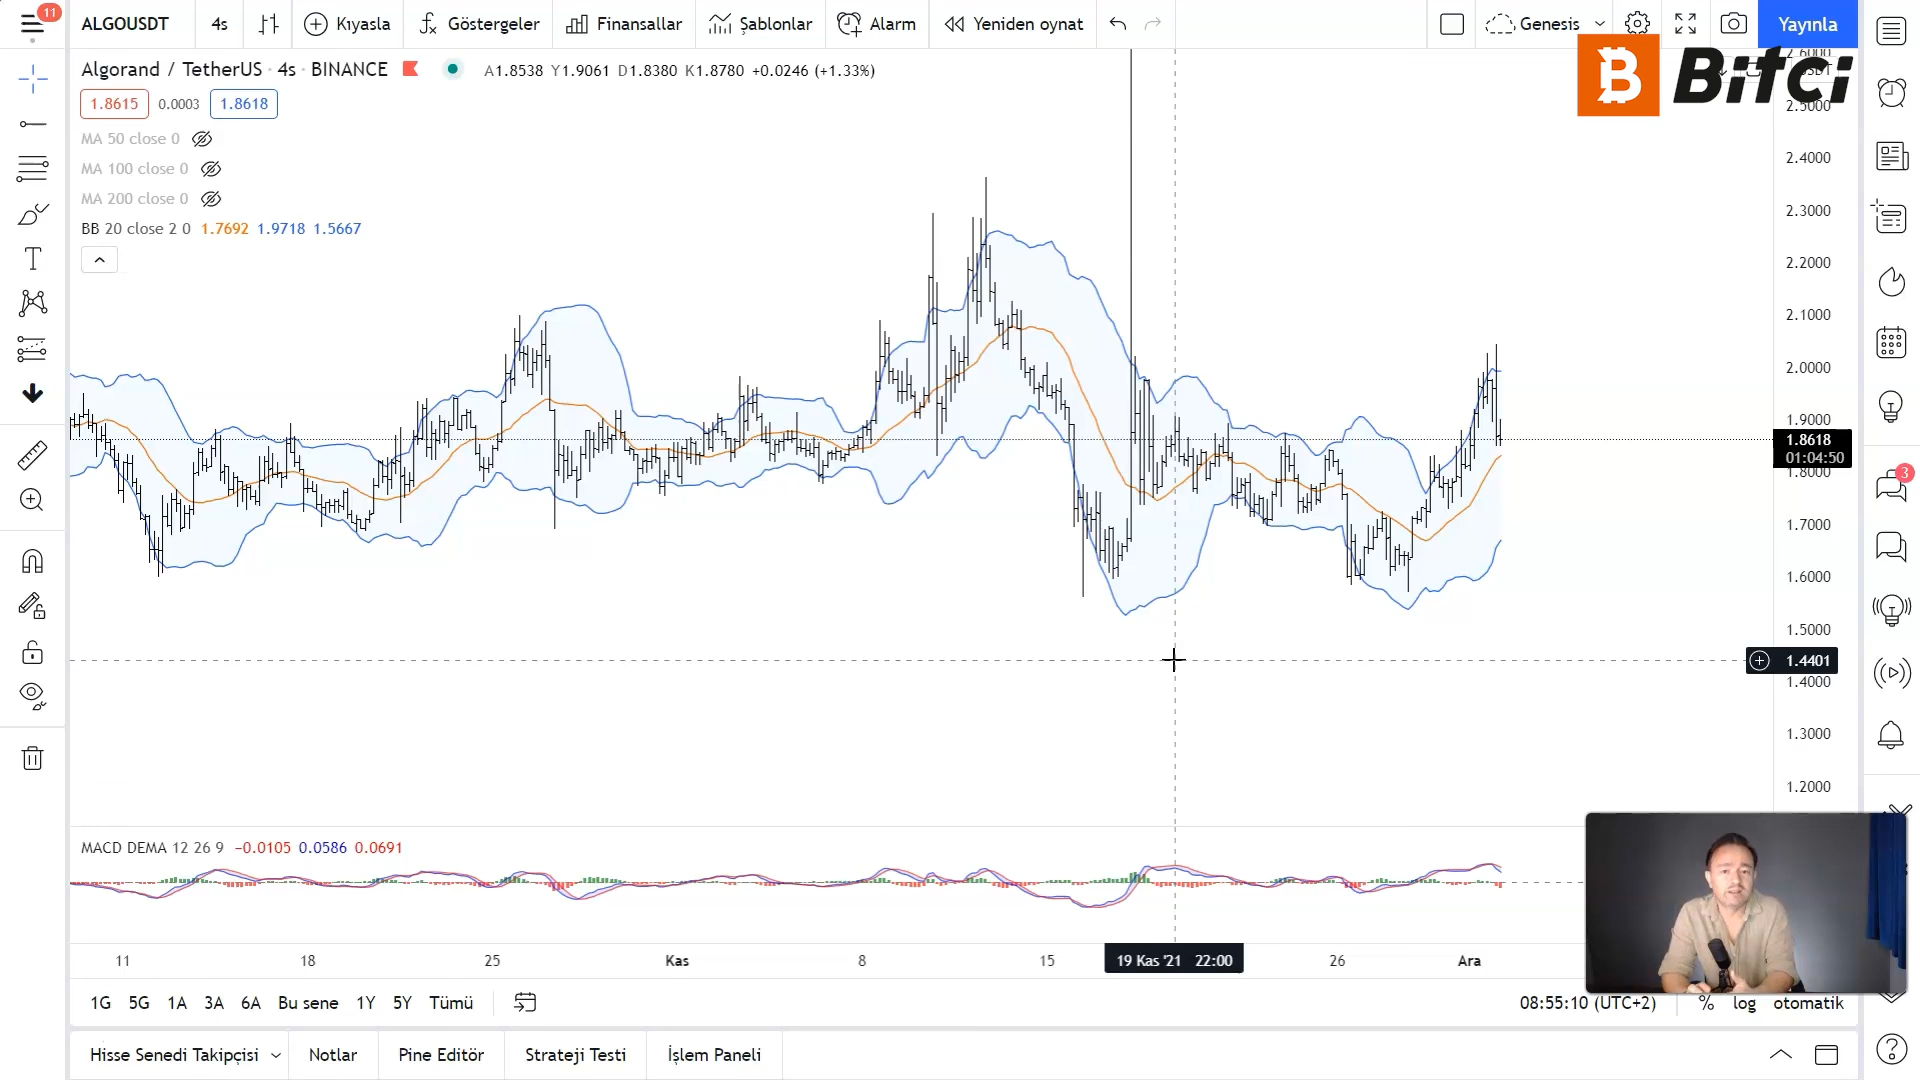 11
ALGOUSDT
4s
Kıyasla
Göstergeler
Finansallar
Şablonlar
Alarm
Yeniden oynat
Genesis
Yayınla
Bitci
Algorand / TetherUS · 4s · BINANCE
A1.8538 Y1.9061 D1.8380 K1.8780 +0.0246 (+1.33%)
1.8615 0.0003 1.8618
MA 50 close 0
MA 100 close 0
MA 200 close 0
BB 20 close 2 0 1.7692 1.9718 1.5667
2.6000
2.5000
2.4000
2.3000
2.2000
2.1000
2.0000
1.9000
1.8618
01:04:50
1.8000
1.7000
1.6000
1.5000
1.4401
1.4000
1.3000
1.2000
3
MACD DEMA 12 26 9 −0.0105 0.0586 0.0691
11 18 25 Kas 8 15 19 Kas '21 22:00 26 Ara
1G 5G 1A 3A 6A Bu sene 1Y 5Y Tümü
08:55:10 (UTC+2) % log otomatik
Hisse Senedi Takipçisi Notlar Pine Editör Strateji Testi İşlem Paneli